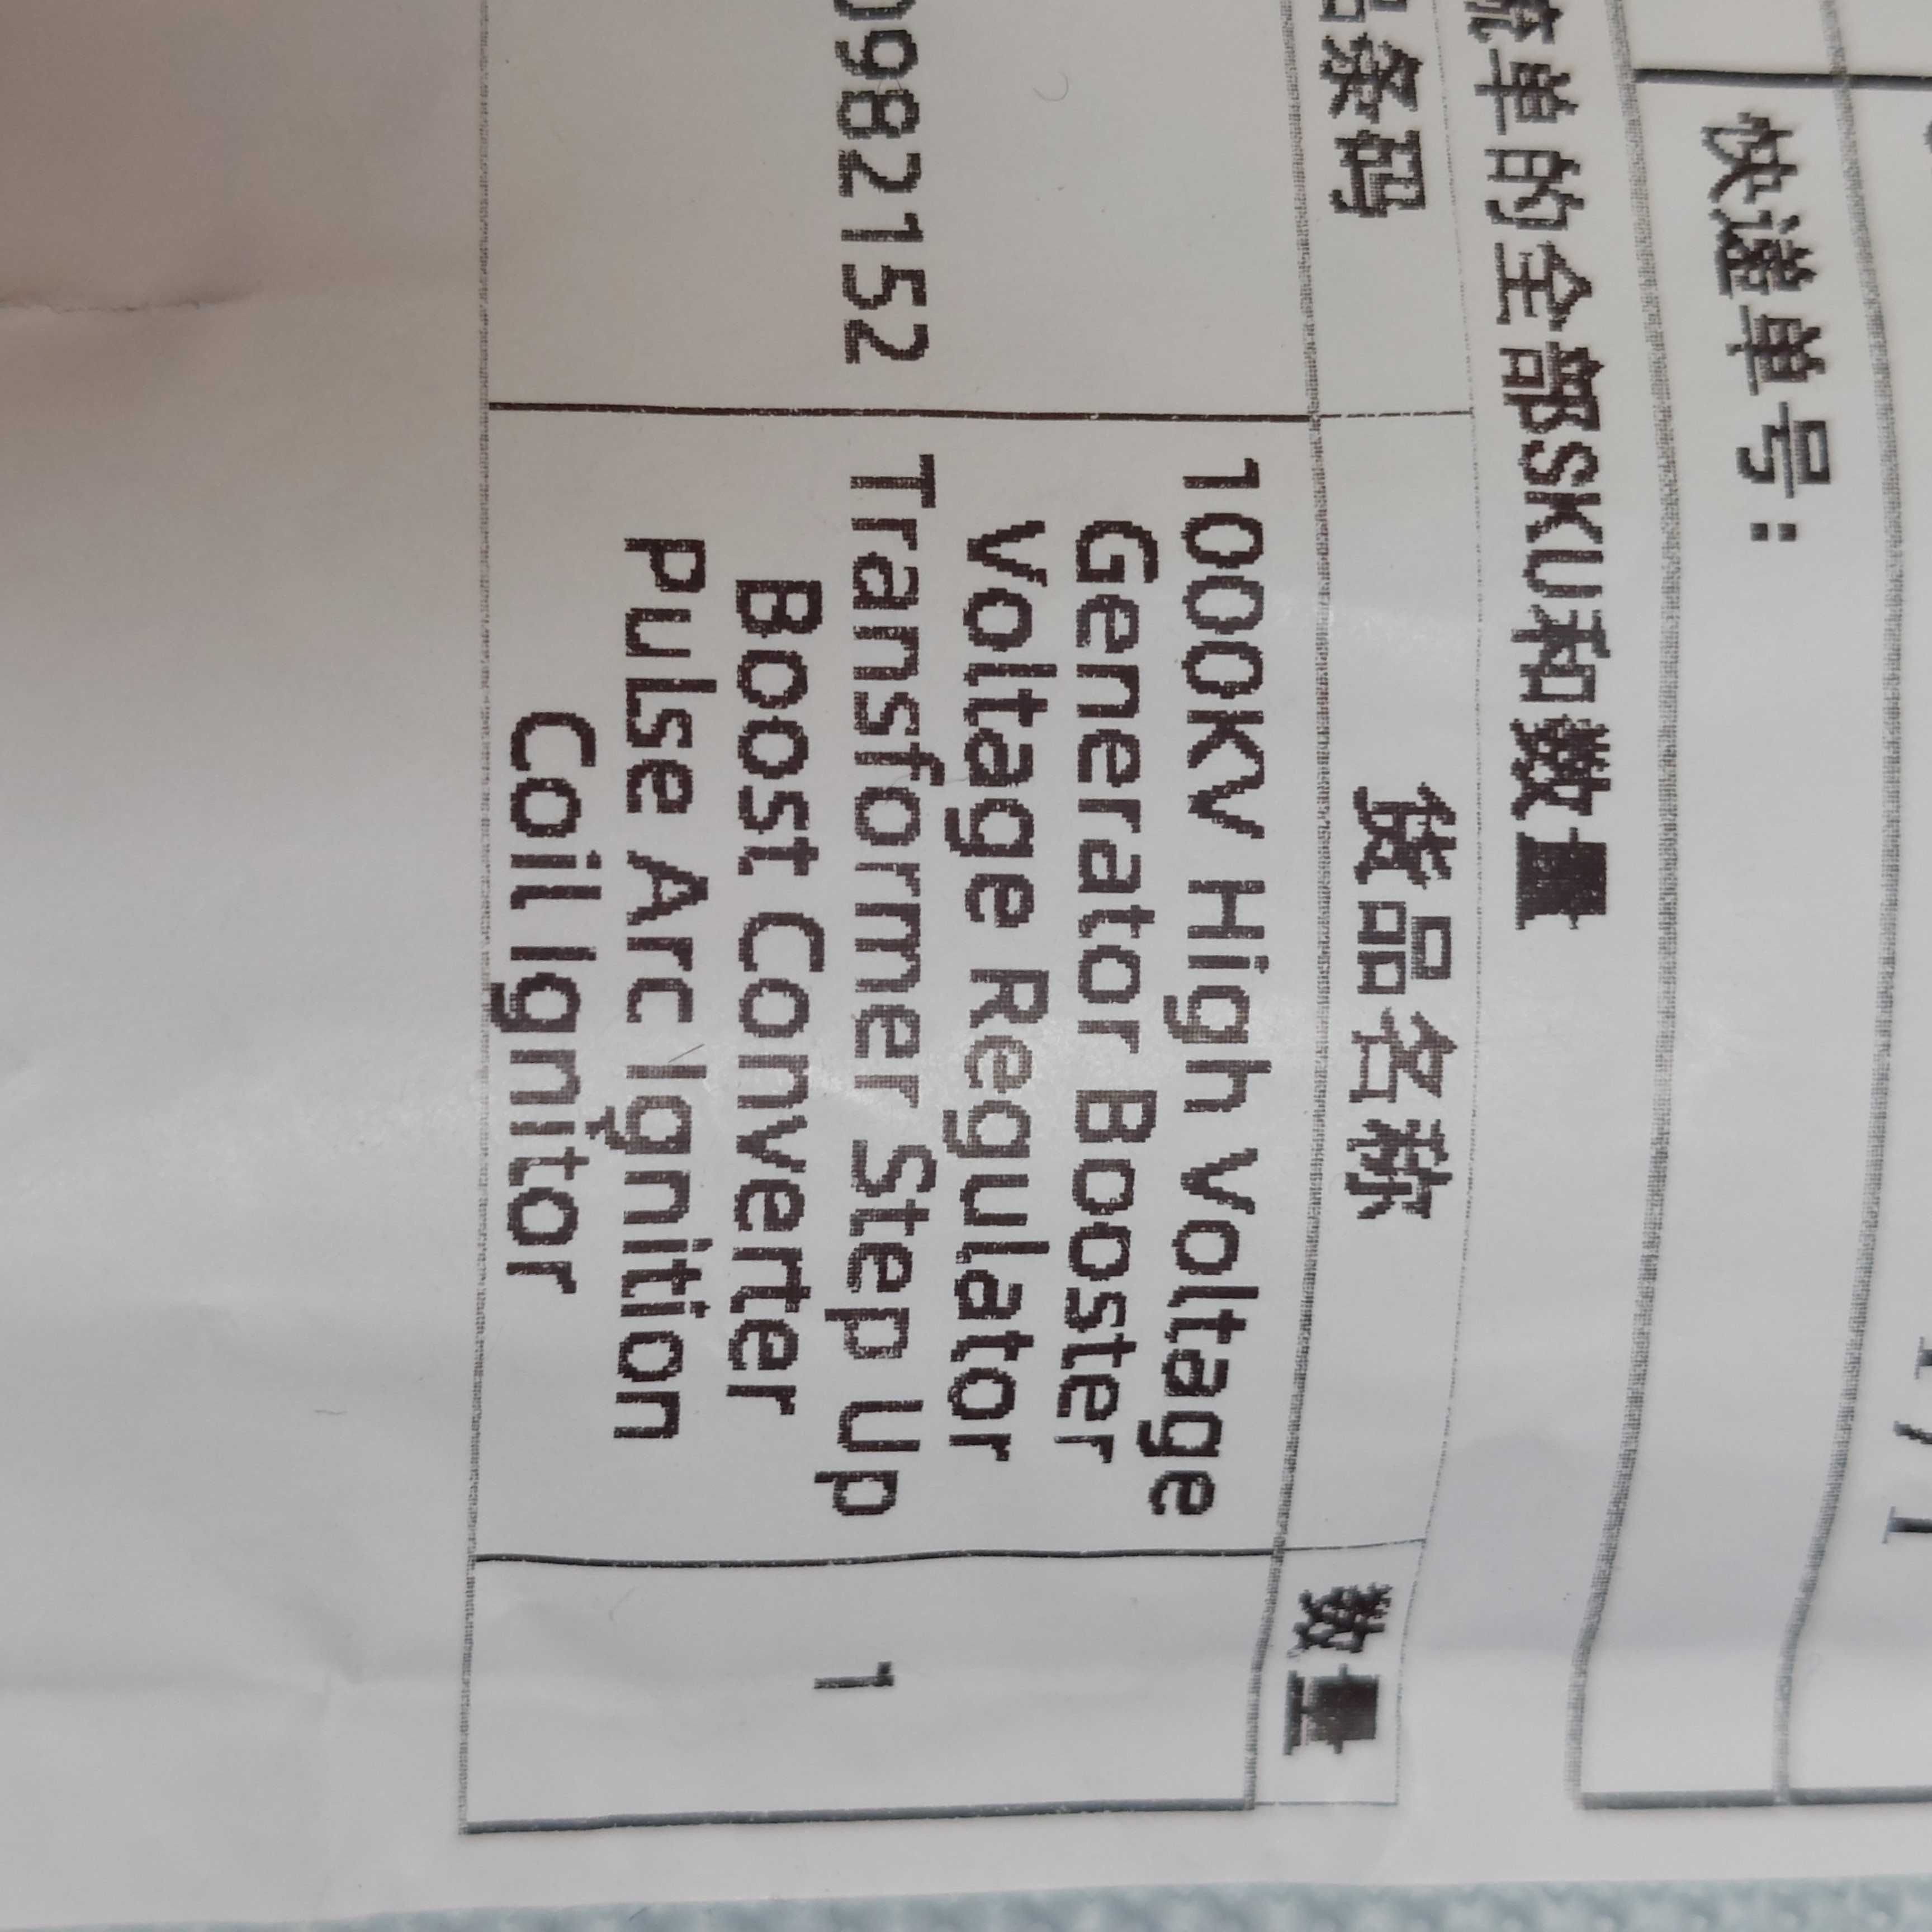 快递单号：
单的全部SKU和数量
条码
货品名称
数量
0982152
1000KV High Voltage
Generator Booster
Voltage Regulator
Transformer Step Up
Boost Converter
Pulse Arc Ignition
Coil Ignitor
1